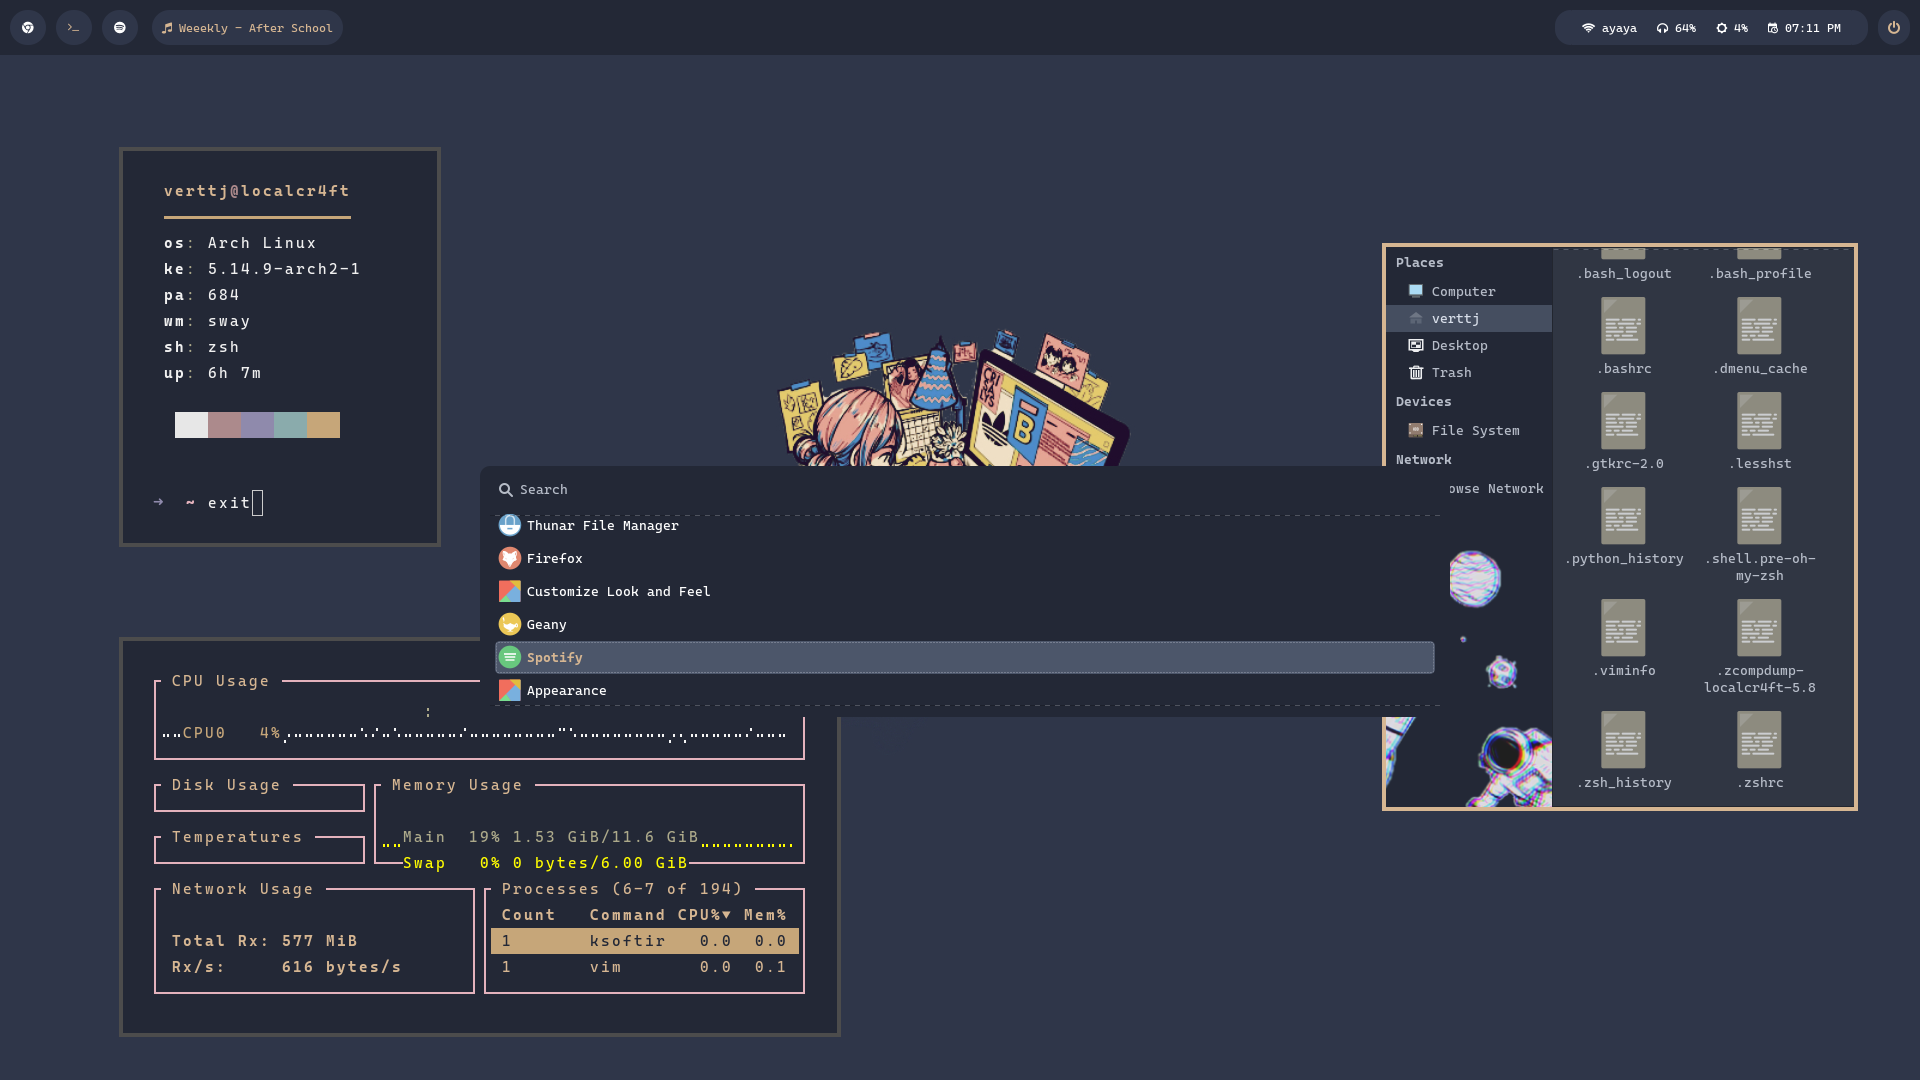 >_
Weeekly – After School
ayaya
64%
4%
07:11 PM
verttj@localcr4ft
os: Arch Linux
ke: 5.14.9-arch2-1
pa: 684
wm: sway
sh: zsh
up: 6h 7m
→ ~ exit
B
Places
Computer
verttj
Desktop
Trash
Devices
File System
Network
owse Network
.bash_logout
.bash_profile
.bashrc
.dmenu_cache
.gtkrc-2.0
.lesshst
.python_history
.shell.pre-oh-
my-zsh
.viminfo
.zcompdump-
localcr4ft-5.8
.zsh_history
.zshrc
Search
Thunar File Manager
Firefox
Customize Look and Feel
Geany
Spotify
Appearance
CPU Usage
CPU0 4%
Disk Usage
Temperatures
Memory Usage
Main 19% 1.53 GiB/11.6 GiB
Swap 0% 0 bytes/6.00 GiB
Network Usage
Total Rx: 577 MiB
Rx/s: 616 bytes/s
Processes (6-7 of 194)
Count Command CPU%▼ Mem%
1 ksoftir 0.0 0.0
1 vim 0.0 0.1